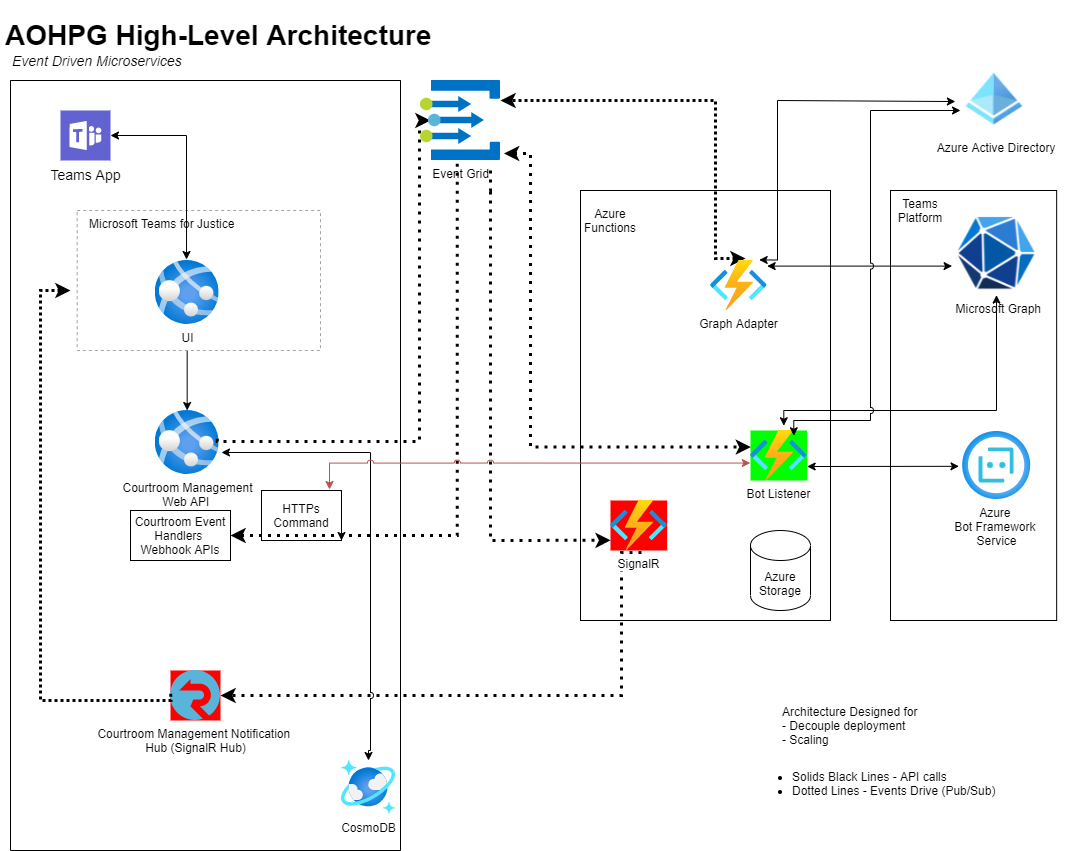 AOHPG High-Level Architecture
Event Driven Microservices
Teams App
Microsoft Teams for Justice
UI
Courtroom Management
Web API
Courtroom Event
Handlers
Webhook APIs
HTTPs
Command
Courtroom Management Notification
Hub (SignalR Hub)
CosmoDB
Event Grid
Azure
Functions
Graph Adapter
Bot Listener
SignalR
Azure
Storage
Azure Active Directory
Teams
Platform
Microsoft Graph
Azure
Bot Framework
Service
Architecture Designed for
- Decouple deployment
- Scaling
• Solids Black Lines - API calls
• Dotted Lines - Events Drive (Pub/Sub)